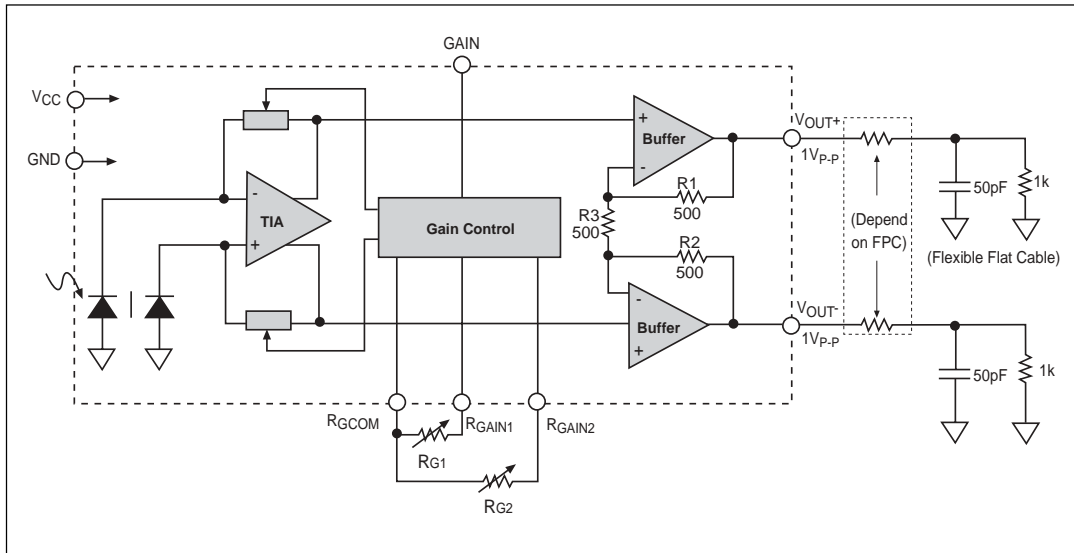 GAIN
VCC
GND
-
TIA
+
Gain Control
+
Buffer
-
R1
500
R3
500
R2
500
-
Buffer
+
VOUT+
1VP-P
VOUT-
1VP-P
(Depend
on FPC)
50pF
1k
(Flexible Flat Cable)
50pF
1k
RGCOM
RGAIN1
RGAIN2
RG1
RG2